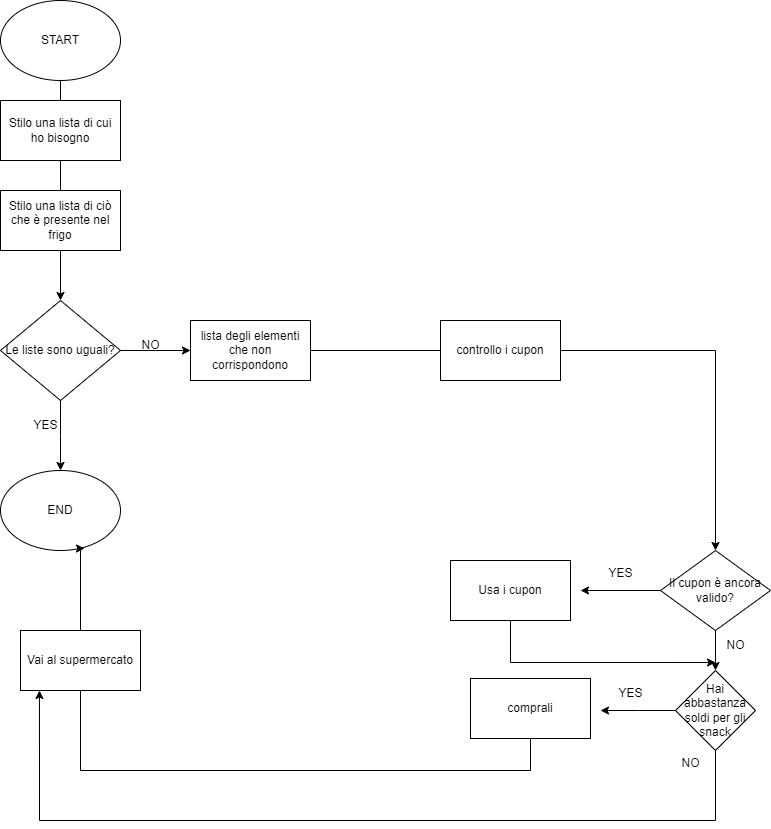 START
Stilo una lista di cui
ho bisogno
Stilo una lista di ciò
che è presente nel
frigo
Le liste sono uguali?
NO
lista degli elementi
che non
corrispondono
controllo i cupon
YES
END
Usa i cupon
YES
Il cupon è ancora
valido?
NO
Vai al supermercato
comprali
YES
Hai
abbastanza
soldi per gli
snack
NO